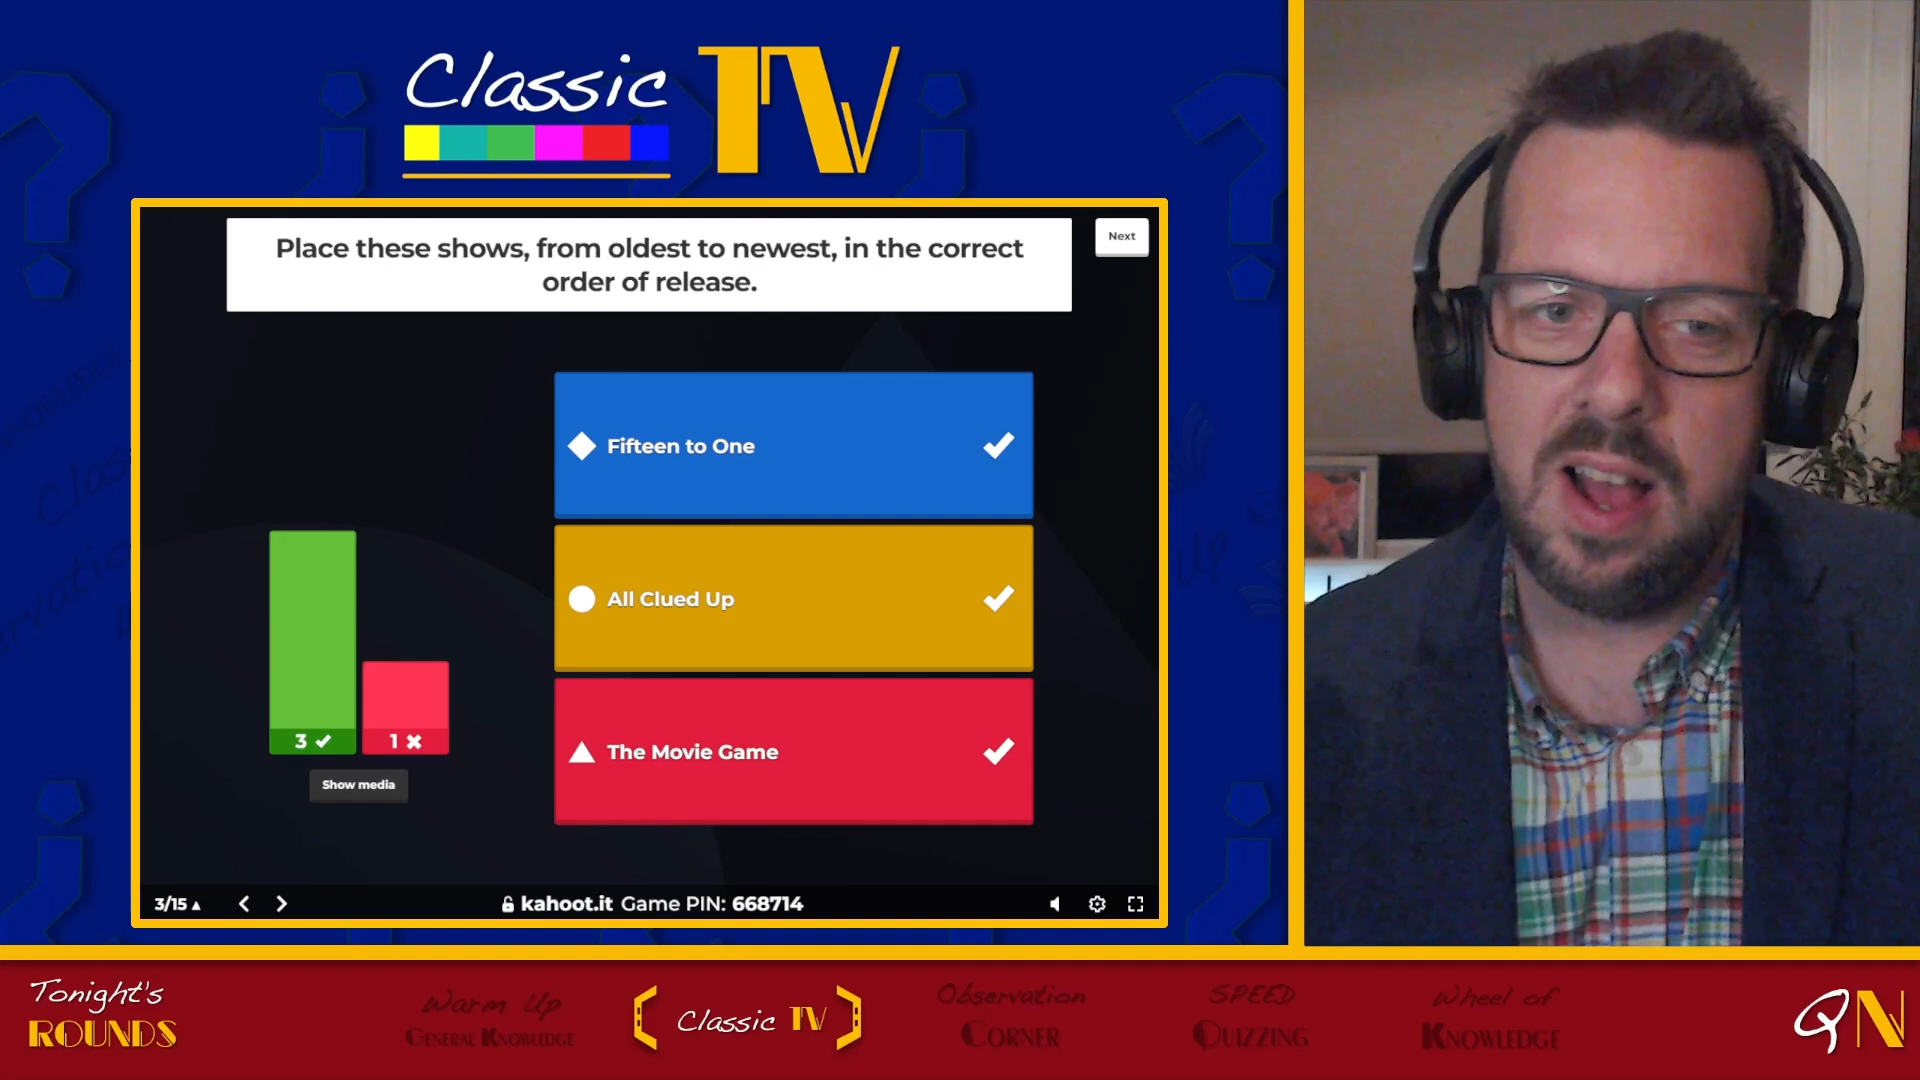 Classic TV
Place these shows, from oldest to newest, in the correct
order of release.
Next
Fifteen to One
All Clued Up
The Movie Game
3
1
Show media
3/15
kahoot.it Game PIN: 668714
Tonight's
ROUNDS
Warm Up
GENERAL KNOWLEDGE
Classic TV
Observation
CORNER
SPEED
QUIZZING
Wheel of
KNOWLEDGE
QN